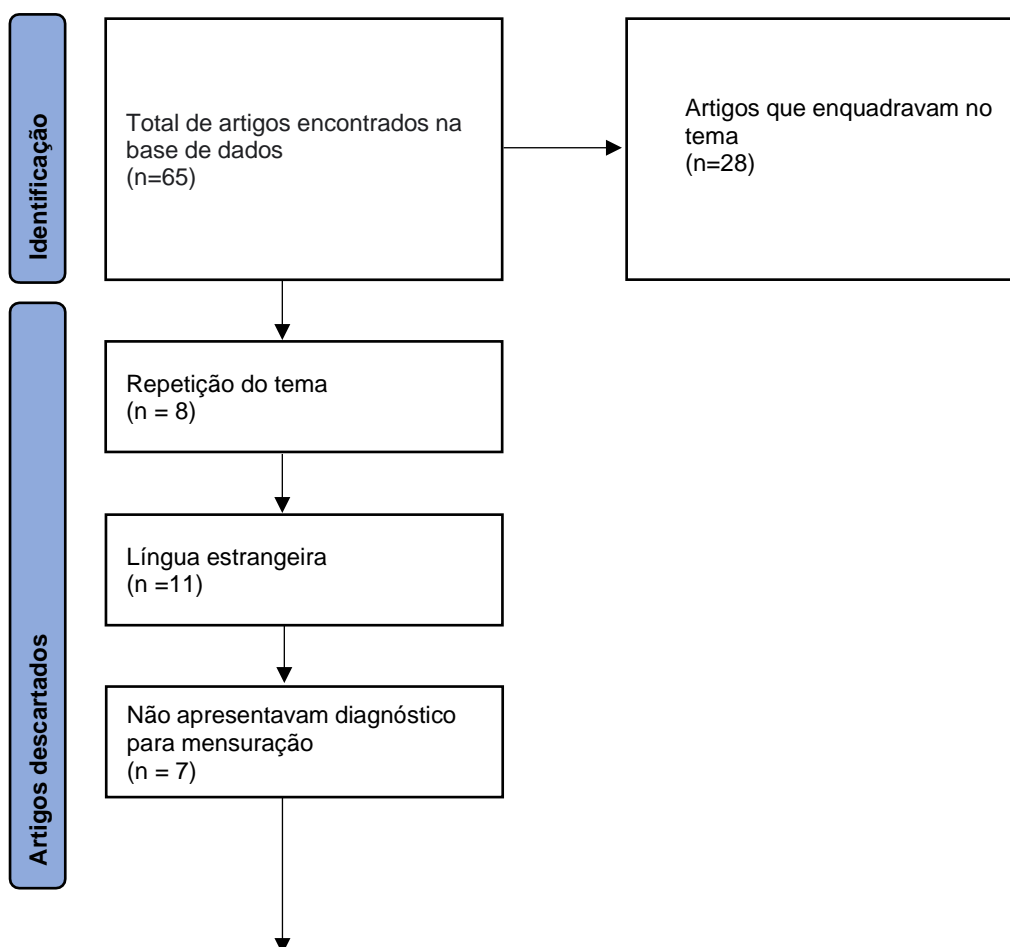 Identificação
Total de artigos encontrados na
base de dados
(n=65)
Artigos que enquadravam no
tema
(n=28)
Artigos descartados
Repetição do tema
(n = 8)
Língua estrangeira
(n =11)
Não apresentavam diagnóstico
para mensuração
(n = 7)